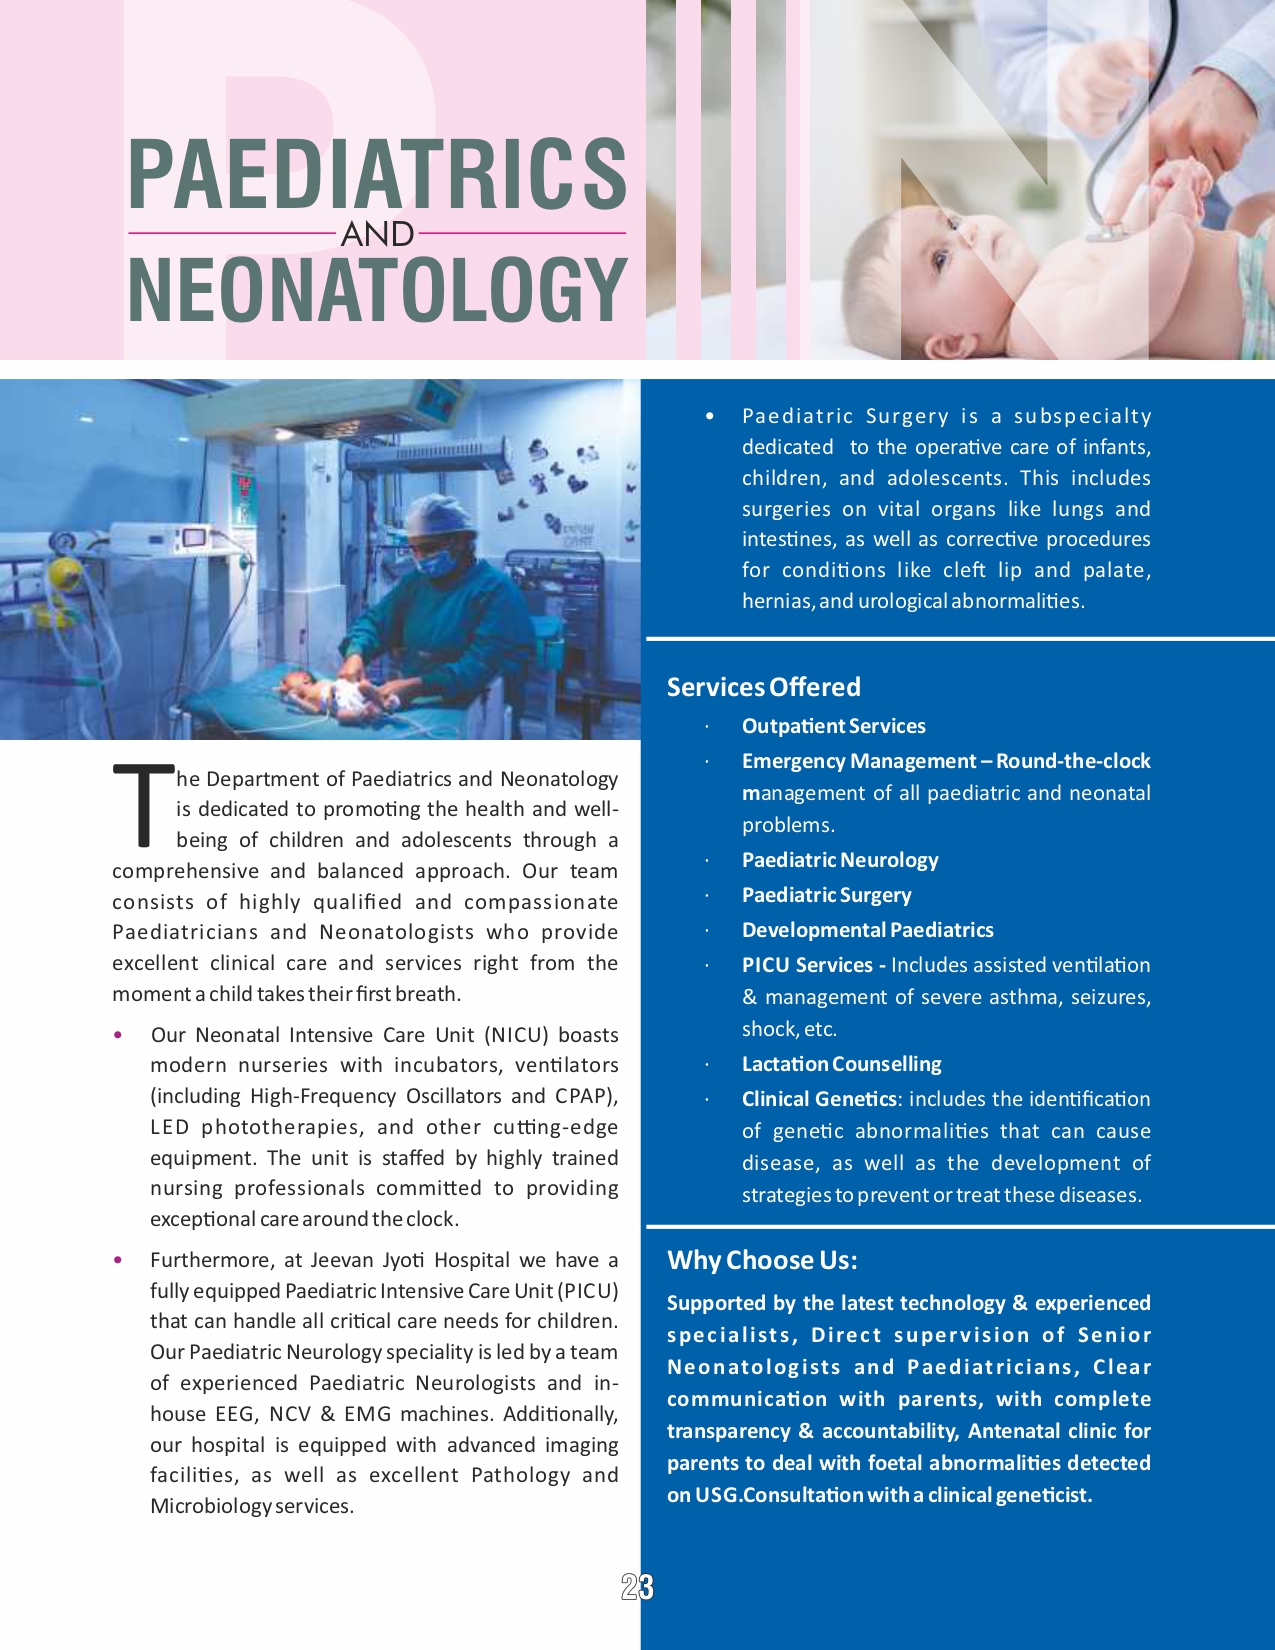 PAEDIATRICS
AND
NEONATOLOGY
The Department of Paediatrics and Neonatology
is dedicated to promoting the health and well-
being of children and adolescents through a
comprehensive and balanced approach. Our team
consists of highly qualified and compassionate
Paediatricians and Neonatologists who provide
excellent clinical care and services right from the
moment a child takes their first breath.
• Our Neonatal Intensive Care Unit (NICU) boasts
modern nurseries with incubators, ventilators
(including High-Frequency Oscillators and CPAP),
LED phototherapies, and other cutting-edge
equipment. The unit is staffed by highly trained
nursing professionals committed to providing
exceptional care around the clock.
• Furthermore, at Jeevan Jyoti Hospital we have a
fully equipped Paediatric Intensive Care Unit (PICU)
that can handle all critical care needs for children.
Our Paediatric Neurology speciality is led by a team
of experienced Paediatric Neurologists and in-
house EEG, NCV & EMG machines. Additionally,
our hospital is equipped with advanced imaging
facilities, as well as excellent Pathology and
Microbiology services.
• Paediatric Surgery is a subspecialty
dedicated to the operative care of infants,
children, and adolescents. This includes
surgeries on vital organs like lungs and
intestines, as well as corrective procedures
for conditions like cleft lip and palate,
hernias, and urological abnormalities.
Services Offered
· Outpatient Services
· Emergency Management – Round-the-clock
management of all paediatric and neonatal
problems.
· Paediatric Neurology
· Paediatric Surgery
· Developmental Paediatrics
· PICU Services - Includes assisted ventilation
& management of severe asthma, seizures,
shock, etc.
· Lactation Counselling
· Clinical Genetics: includes the identification
of genetic abnormalities that can cause
disease, as well as the development of
strategies to prevent or treat these diseases.
Why Choose Us:
Supported by the latest technology & experienced
specialists, Direct supervision of Senior
Neonatologists and Paediatricians, Clear
communication with parents, with complete
transparency & accountability, Antenatal clinic for
parents to deal with foetal abnormalities detected
on USG.Consultation with a clinical geneticist.
23